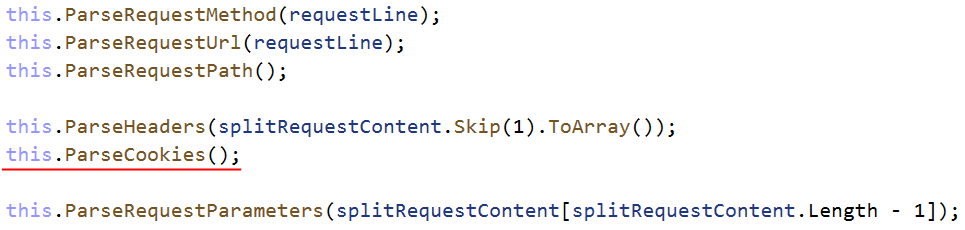 this.ParseRequestMethod(requestLine);
this.ParseRequestUrl(requestLine);
this.ParseRequestPath();
this.ParseHeaders(splitRequestContent.Skip(1).ToArray());
this.ParseCookies();
this.ParseRequestParameters(splitRequestContent[splitRequestContent.Length - 1]);